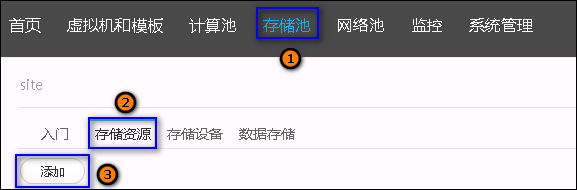 首页 虚拟机和模板 计算池 存储池 网络池 监控 系统管理
1
site
2
入门 存储资源 存储设备 数据存储
添加 3